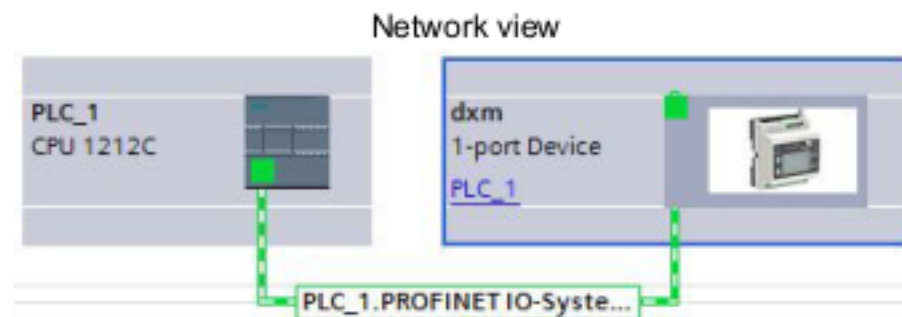 Network view
PLC_1
CPU 1212C
dxm
1-port Device
PLC_1
PLC_1.PROFINET IO-Syste...